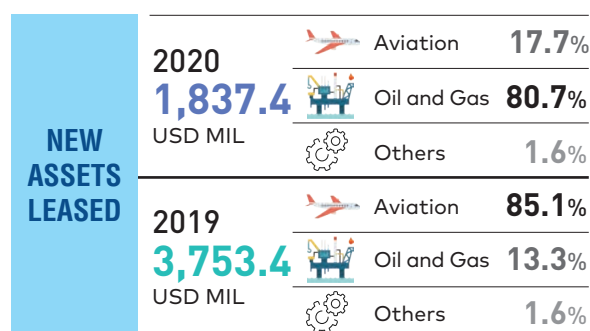 NEW
ASSETS
LEASED
2020
1,837.4
USD MIL
Aviation 17.7%
Oil and Gas 80.7%
Others 1.6%
2019
3,753.4
USD MIL
Aviation 85.1%
Oil and Gas 13.3%
Others 1.6%